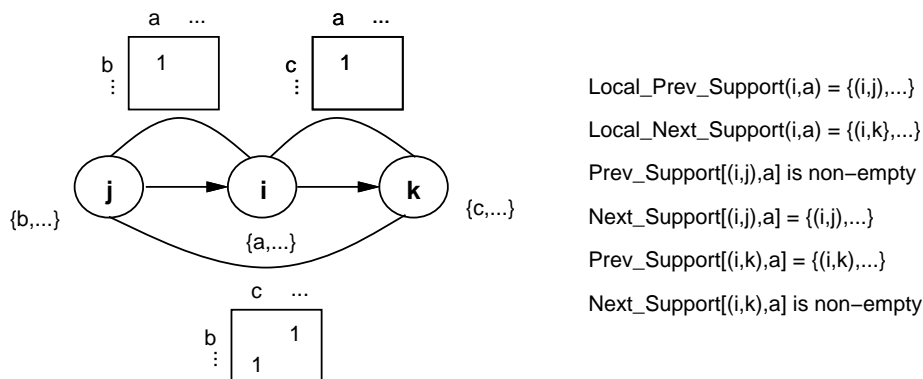 a ...
b
...
1
a ...
c
...
1
j
i
k
{b,...}
{a,...}
{c,...}
c ...
b
...
1
1
Local_Prev_Support(i,a) = {(i,j),...}
Local_Next_Support(i,a) = {(i,k},...}
Prev_Support[(i,j),a] is non−empty
Next_Support[(i,j),a] = {(i,j),...}
Prev_Support[(i,k),a] = {(i,k),...}
Next_Support[(i,k),a] is non−empty